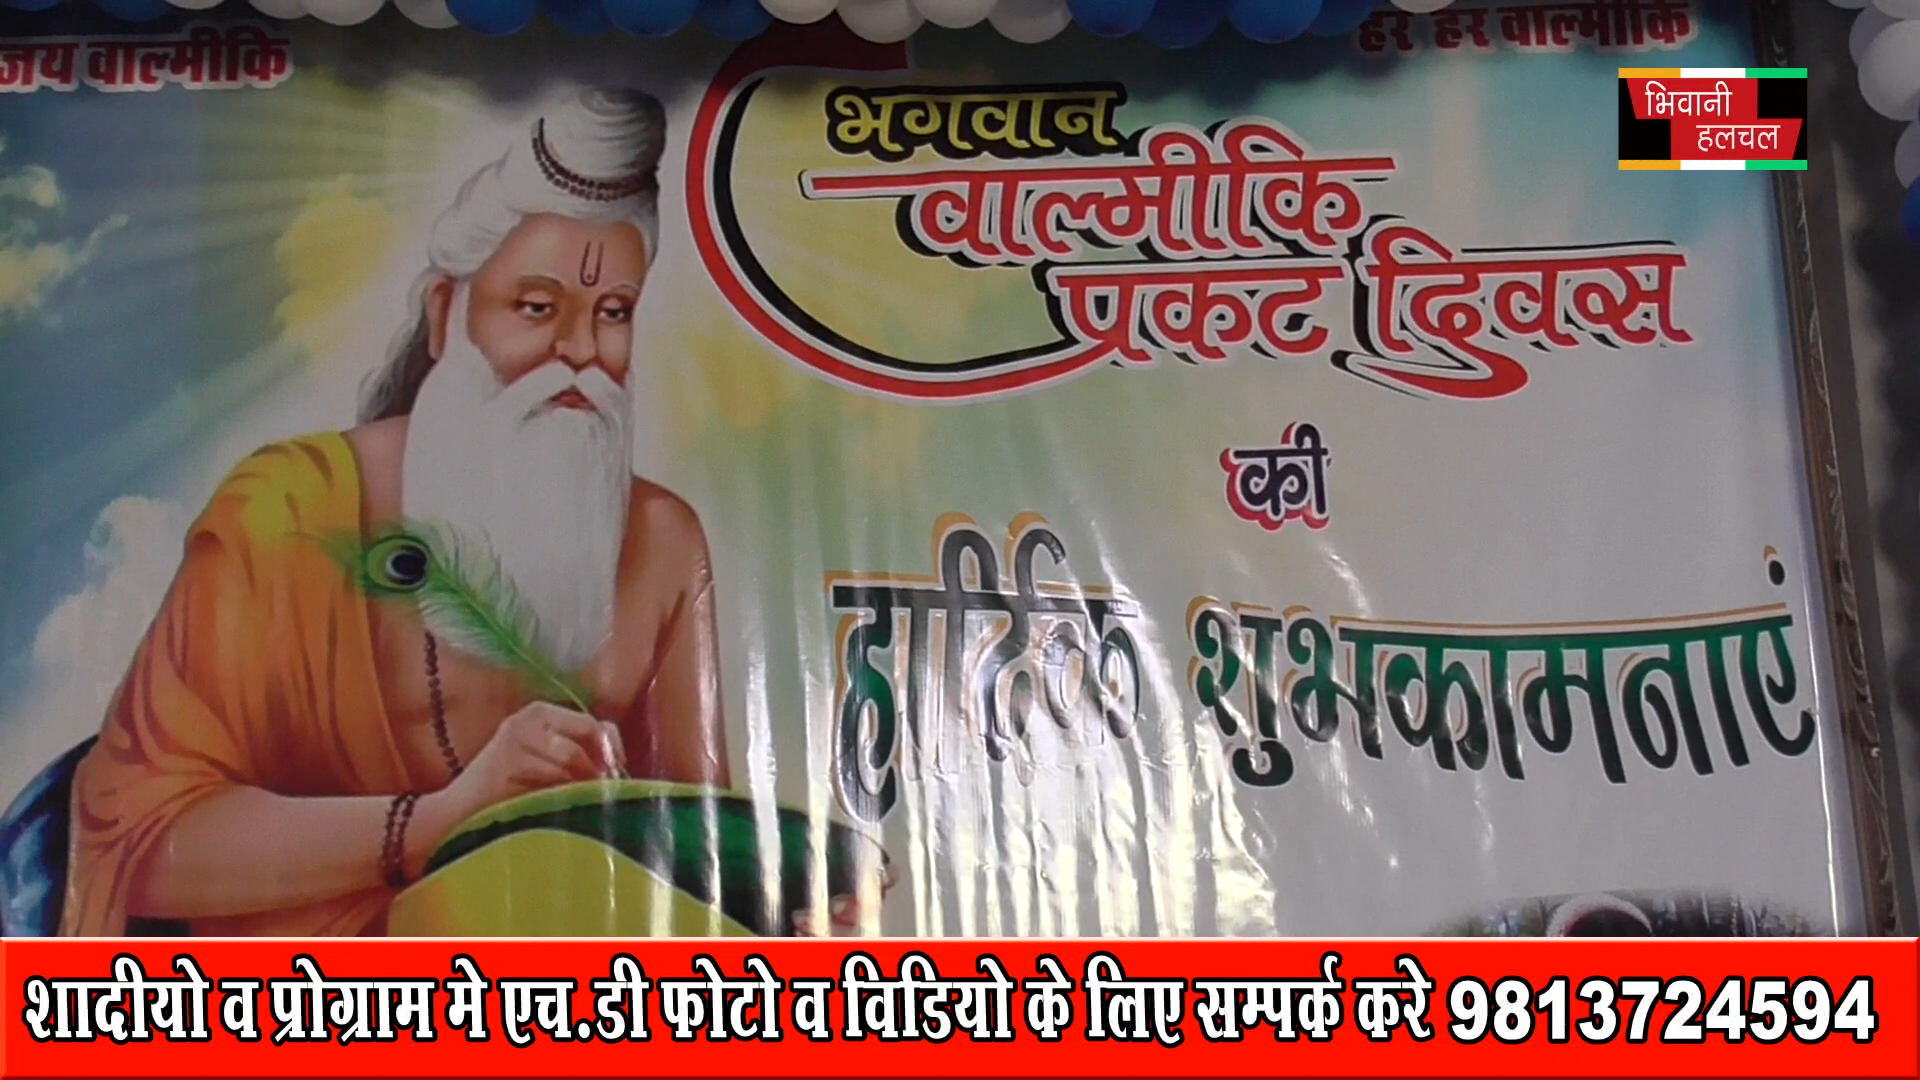 जय वाल्मीकि
हर हर वाल्मीकि
भिवानी
हलचल
भगवान
वाल्मीकि
प्रकट दिवस
की
हार्दिक शुभकामनाएं
शादीयो व प्रोग्राम मे एच.डी फोटो व विडियो के लिए सम्पर्क करे 9813724594